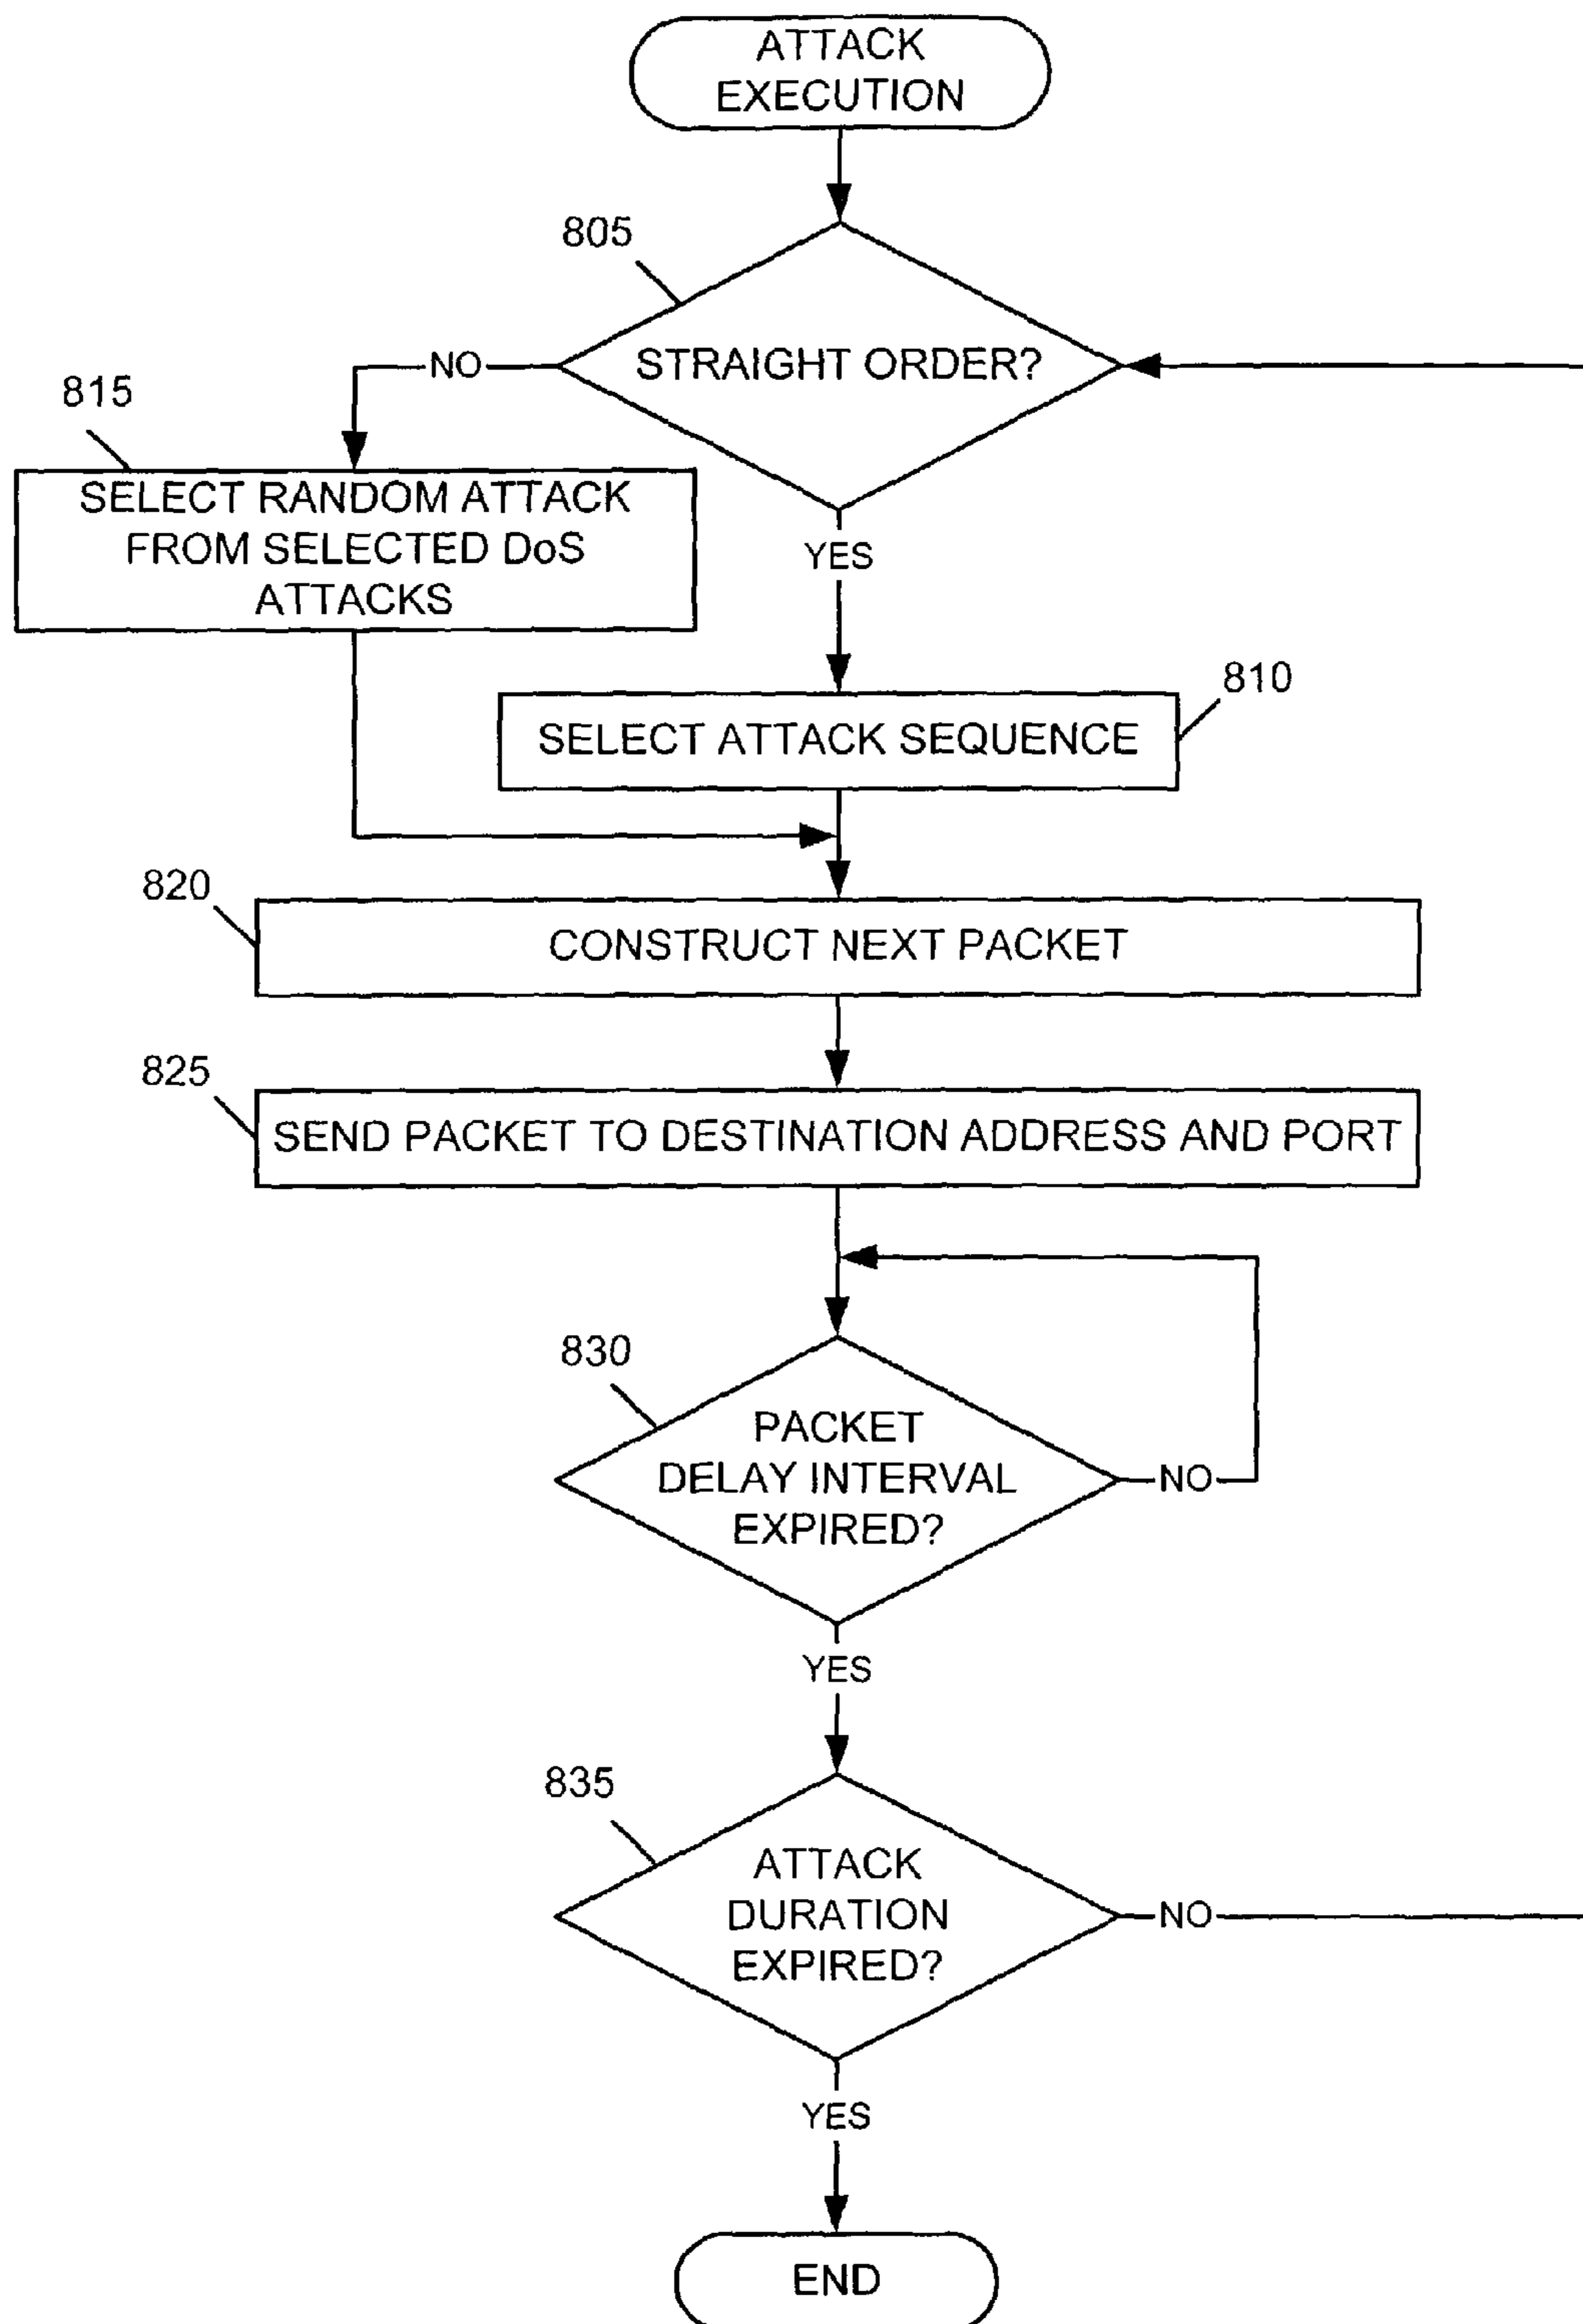 ATTACK
EXECUTION
805
STRAIGHT ORDER?
NO
815
SELECT RANDOM ATTACK
FROM SELECTED DoS
ATTACKS
YES
810
SELECT ATTACK SEQUENCE
820
CONSTRUCT NEXT PACKET
825
SEND PACKET TO DESTINATION ADDRESS AND PORT
830
PACKET
DELAY INTERVAL
EXPIRED?
NO
YES
835
ATTACK
DURATION
EXPIRED?
NO
YES
END